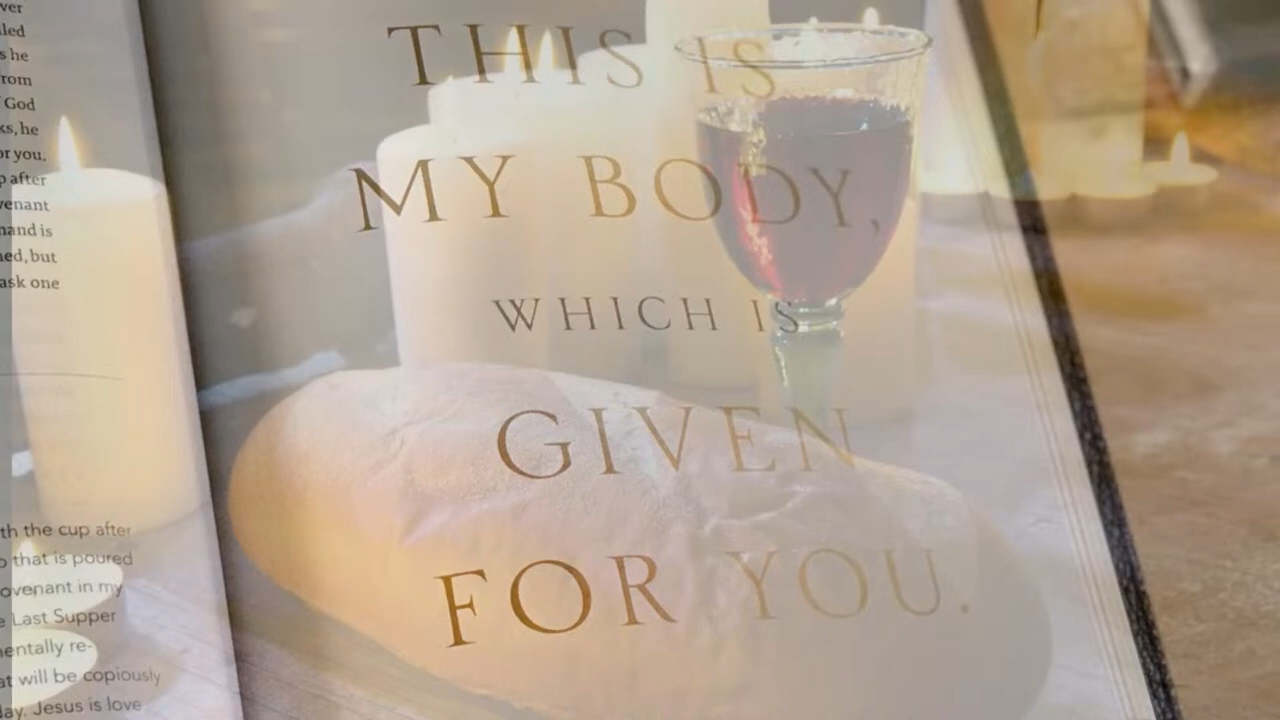 ver
led
s he
rom
God
ks, he
or you.
p after
venant
hand is
ned, but
ask one
th the cup after
that is poured
ovenant in my
e Last Supper
mentally re-
at will be copiously
day. Jesus is love
THIS IS
MY BODY,
WHICH IS
GIVEN
FOR YOU.